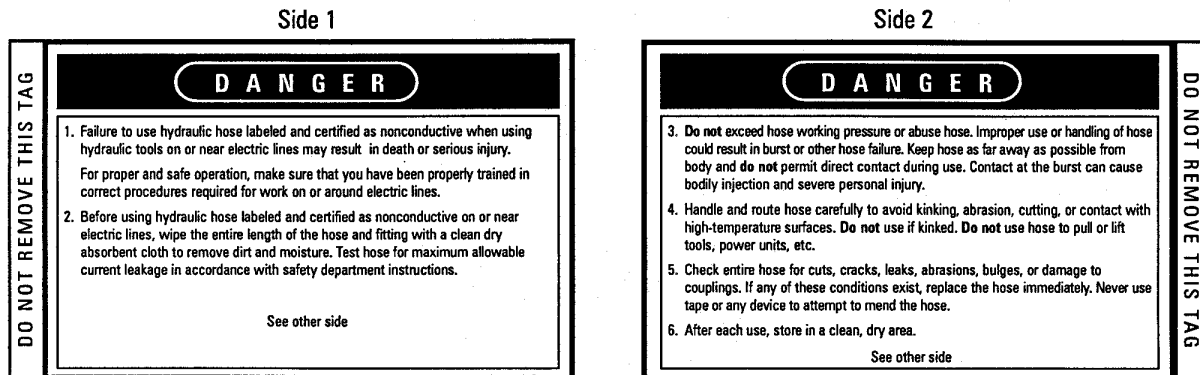 Side 1
DO NOT REMOVE THIS TAG
DANGER
1. Failure to use hydraulic hose labeled and certified as nonconductive when using
hydraulic tools on or near electric lines may result in death or serious injury.
For proper and safe operation, make sure that you have been properly trained in
correct procedures required for work on or around electric lines.
2. Before using hydraulic hose labeled and certified as nonconductive on or near
electric lines, wipe the entire length of the hose and fitting with a clean dry
absorbent cloth to remove dirt and moisture. Test hose for maximum allowable
current leakage in accordance with safety department instructions.
See other side
Side 2
DANGER
3. Do not exceed hose working pressure or abuse hose. Improper use or handling of hose
could result in burst or other hose failure. Keep hose as far away as possible from
body and do not permit direct contact during use. Contact at the burst can cause
bodily injection and severe personal injury.
4. Handle and route hose carefully to avoid kinking, abrasion, cutting, or contact with
high-temperature surfaces. Do not use if kinked. Do not use hose to pull or lift
tools, power units, etc.
5. Check entire hose for cuts, cracks, leaks, abrasions, bulges, or damage to
couplings. If any of these conditions exist, replace the hose immediately. Never use
tape or any device to attempt to mend the hose.
6. After each use, store in a clean, dry area.
See other side
DO NOT REMOVE THIS TAG